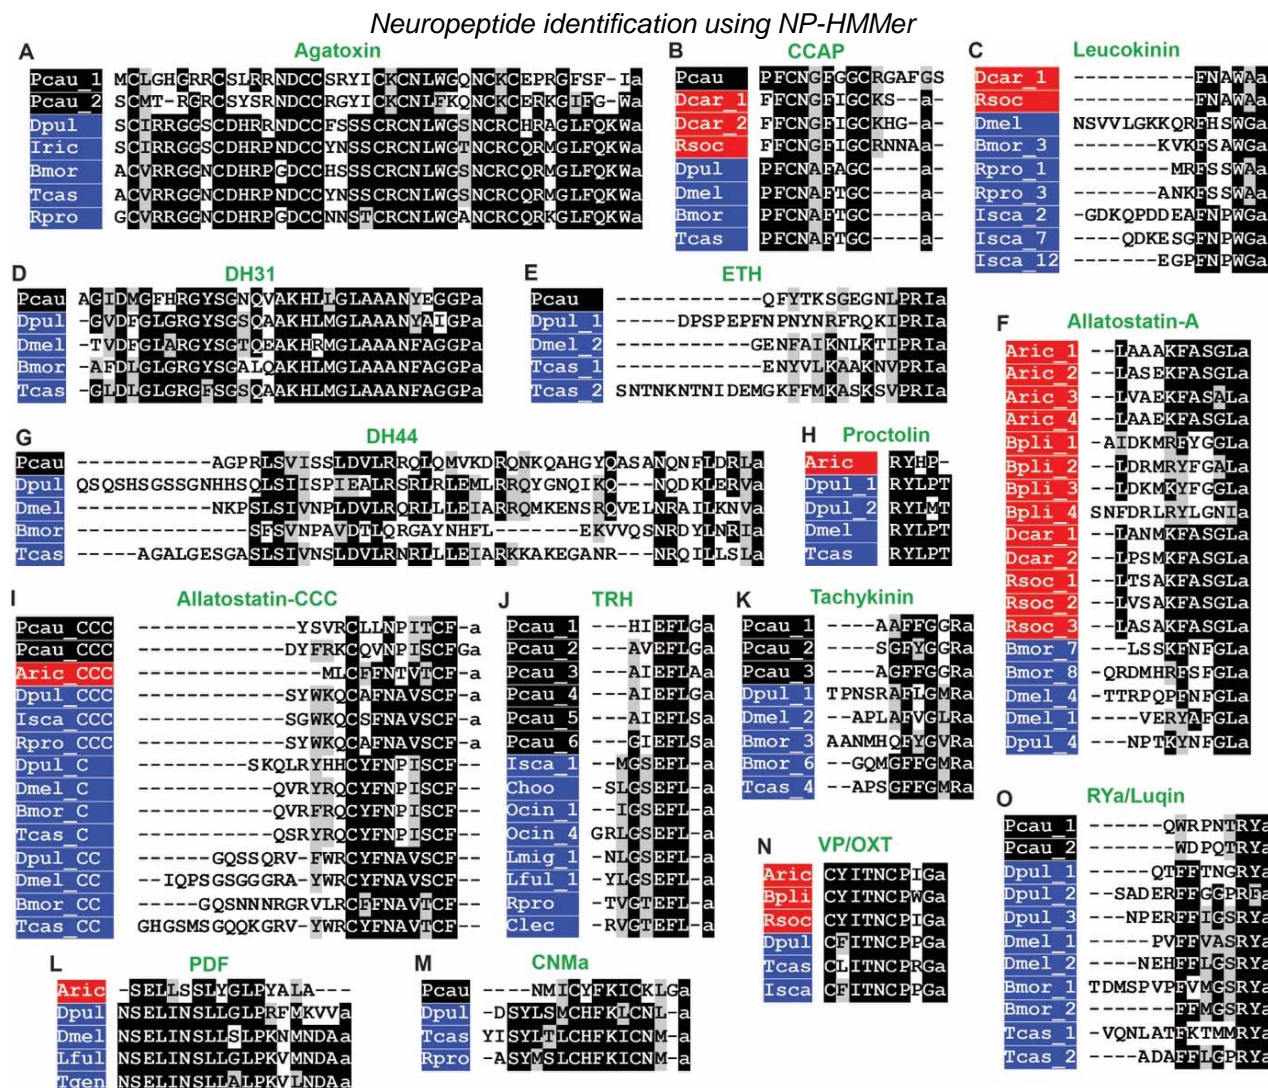 Neuropeptide identification using NP-HMMer
A Agatoxin
Pcau_1 MCLGHGRRCSLRRNDCCSRYICKCNLWGQNCKCEPRGFSF-Ia
Pcau_2 SCMT-RGRCSYSRNDCCRGYICKCNLFKQNCKCERKGIFG-Wa
Dpul SCIRRGGSCDHRRNDCCFSSSCRCNLWGSNCRCHRAGLFQKWa
Iric SCIRRGGSCDHRPNDCCYNSSCRCNLWGTNCRCQRMGLFQKWa
Bmor ACVRRGGNCDHRPGDCCHSSSCRCNLWGSNCRCQRMGLFQKWa
Tcas ACVRRGGNCDHRPNDCCYNSSCRCNLWGSNCRCQRMGLFQKWa
Rpro GCVRRGGNCDHRPGDCCNNSTCRCNLWGANCRCQRKGLFQKWa
B CCAP
Pcau PFCNGFGGCRGAFGS
Dcar_1 FFCNGFIGCKS--a-
Dcar_2 FFCNGFIGCKHG-a-
Rsoc FFCNGFIGCRNNAa-
Dpul PFCNAFAGC----a-
Dmel PFCNAFTGC----a-
Bmor PFCNAFTGC----a-
Tcas PFCNAFTGC----a-
C Leucokinin
Dcar_1 -----------FNAWAa
Rsoc -----------FNAWAa
Dmel NSVVLGKKQRFHSWGa
Bmor_3 --------KVKFSAWGa
Rpro_1 ---------MRFSSWAa
Rpro_3 --------ANKFSSWAa
Isca_2 -GDKQPDDEAFNPWGa
Isca_7 -----QDKESGFNPWGa
Isca_12 --------EGPFNPWGa
D DH31
Pcau AGIDMGFHRGYSGNQVAKHLLGLAAANYEGGPa
Dpul -GVDFGLGRGYSGSQAAKHLMGLAAANYAIGPa
Dmel -TVDFGLARGYSGTQEAKHRMGLAAANFAGGPa
Bmor -AFDLGLGRGYSGALQAKHLMGLAAANFAGGPa
Tcas -GLDLGLGRGFSGSQAAKHLMGLAAANYAGGPa
E ETH
Pcau -------------QFYTKSGEGNLPRIa
Dpul_1 ------DPSPEPFNPNYNRFRQKIPRIa
Dmel_2 ------------GENFAIKNLKTIPRIa
Tcas_1 ------------ENYVLKAAKNVPRIa
Tcas_2 SNTNKNTNIDEMGKFFMKASKSVPRIa
F Allatostatin-A
Aric_1 --LAAAKFASGLa
Aric_2 --LASEKFASGLa
Aric_3 --LVAEKFASALa
Aric_4 --LAAEKFASGLa
Bpli_1 -AIDKMRFYGGLa
Bpli_2 --LDRMRYFGALa
Bpli_3 --LDKMKYFGGLa
Bpli_4 SNFDRLRYLGNIa
Dcar_1 --LANMKFASGLa
Dcar_2 --LPSMKFASGLa
Rsoc_1 --LTSAKFASGLa
Rsoc_2 --LVSAKFASGLa
Rsoc_3 --LASAKFASGLa
Bmor_7 ---LSSKFNFGLa
Bmor_8 -QRDMHRFSFGLa
Dmel_4 -TTRPQPFNFGLa
Dmel_1 ----VERYAFGLa
Dpul_4 ---NPTKYNFGLa
G DH44
Pcau ------------AGPRLSVISSLDVLRRQLQMVKDRQNKQAHGYQASANQNFLDRLa
Dpul QSQSHSGSSGNHHSQLSIISPIEALRSRLRLEMLRRQYGNQIKQ---NQDKLERVa
Dmel ------------NKPSLSIVNPLDVLRQRLLLEIARRQMKENSRQVELNRAILKNVa
Bmor ---------------SFSVNPAVDTLQRGAYNHFL-------EKVVQSNRDYLNRIa
Tcas -----AGALGESGASLSIVNSLDVLRNRLLLEIARKKAKEGANR---NRQILLSLa
H Proctolin
Aric RYHP-
Dpul_1 RYLPT
Dpul_2 RYLMT
Dmel RYLPT
Tcas RYLPT
I Allatostatin-CCC
Pcau_CCC --------------YSVRCLLNPITCF-a
Pcau_CCC -------------DYFRKCQVNPISCFGa
Aric_CCC ----------------MLCFFNTVTCF-a
Dpul_CCC -------------SYWKQCAFNAVSCF-a
Isca_CCC -------------SGWKQCSFNAVSCF-a
Rpro_CCC -------------SYWKQCAFNAVSCF-a
Dpul_C ----------SKQLRYHHCYFNPISCF--
Dmel_C ------------QVRYRQCYFNPISCF--
Bmor_C ------------QVRFRQCYFNPISCF--
Tcas_C ------------QSRYRQCYFNPISCF--
Dpul_CC -------GQSSQRV-FWRCYFNAVSCF--
Dmel_CC --IQPSGSGGGRA-YWRCYFNAVSCF--
Bmor_CC ------GQSNNNRGRVLRCFFNAVTCF--
Tcas_CC GHGSMSGQQKGRV-YWRCYFNAVTCF--
J TRH
Pcau_1 ---HIEFLGa
Pcau_2 ---AVEFLGa
Pcau_3 ---AIEFLAa
Pcau_4 ---AIEFLGa
Pcau_5 ---AIEFLSa
Pcau_6 ---GIEFLSa
Isca_1 --MGSEFL-a
Choo -SLGSEFL-a
Ocin_1 --IGSEFL-a
Ocin_4 GRLGSEFL-a
Lmig_1 -NLGSEFL-a
Lful_1 -SLGSEFL-a
Rpro --TVGTEFL-a
Clec --RVGTEFL-a
K Tachykinin
Pcau_1 ----AAFFGGRa
Pcau_2 ----SGFYGGRa
Pcau_3 ----AGFFGGRa
Dpul_1 TPNSRAFLGMRa
Dmel_2 --APLAFVGLRa
Bmor_3 AANMHQFYGVRa
Bmor_6 --GQMGFFGMRa
Tcas_4 ---APSGFFGMRa
L PDF
Aric -SELLSSLYGLPYALA---
Dpul NSELINSLLGLPRFMKVVa
Dmel NSELINSLLSLPKNMNDAa
Lful NSELINSLLGLPKVMNDAa
Tgen NSELINSLLALPKVLNDAa
M CNMa
Pcau ----NMICYFKICKLGa
Dpul -DSYLSMCHFKLCNL-a
Tcas YISYLTLCHFKICNM-a
Rpro -ASYMSLCHFKICNM-a
N VP/OXT
Aric CYITNCPIGa
Bpli CYITNCPWGa
Rsoc CYITNCPIGa
Dpul CFITNCPPGa
Tcas CLITNCPRGa
Isca CFITNCPPGa
O RYa/Luqin
Pcau_1 -----QWRPNTRYa
Pcau_2 ------WDPQTRYa
Dpul_1 ----QTFFTNGRYa
Dpul_2 --SADERFFGGPRFa
Dpul_3 ---NPERFFIGSRYa
Dmel_1 ----PVFFVASRYa
Dmel_2 ---NEHFFLGSRYa
Bmor_1 TDMSPVPFVMGSRYa
Bmor_2 -------FFMGSRYa
Tcas_1 -VQNLATFKTMMRYa
Tcas_2 ----ADAFFLGPRYa